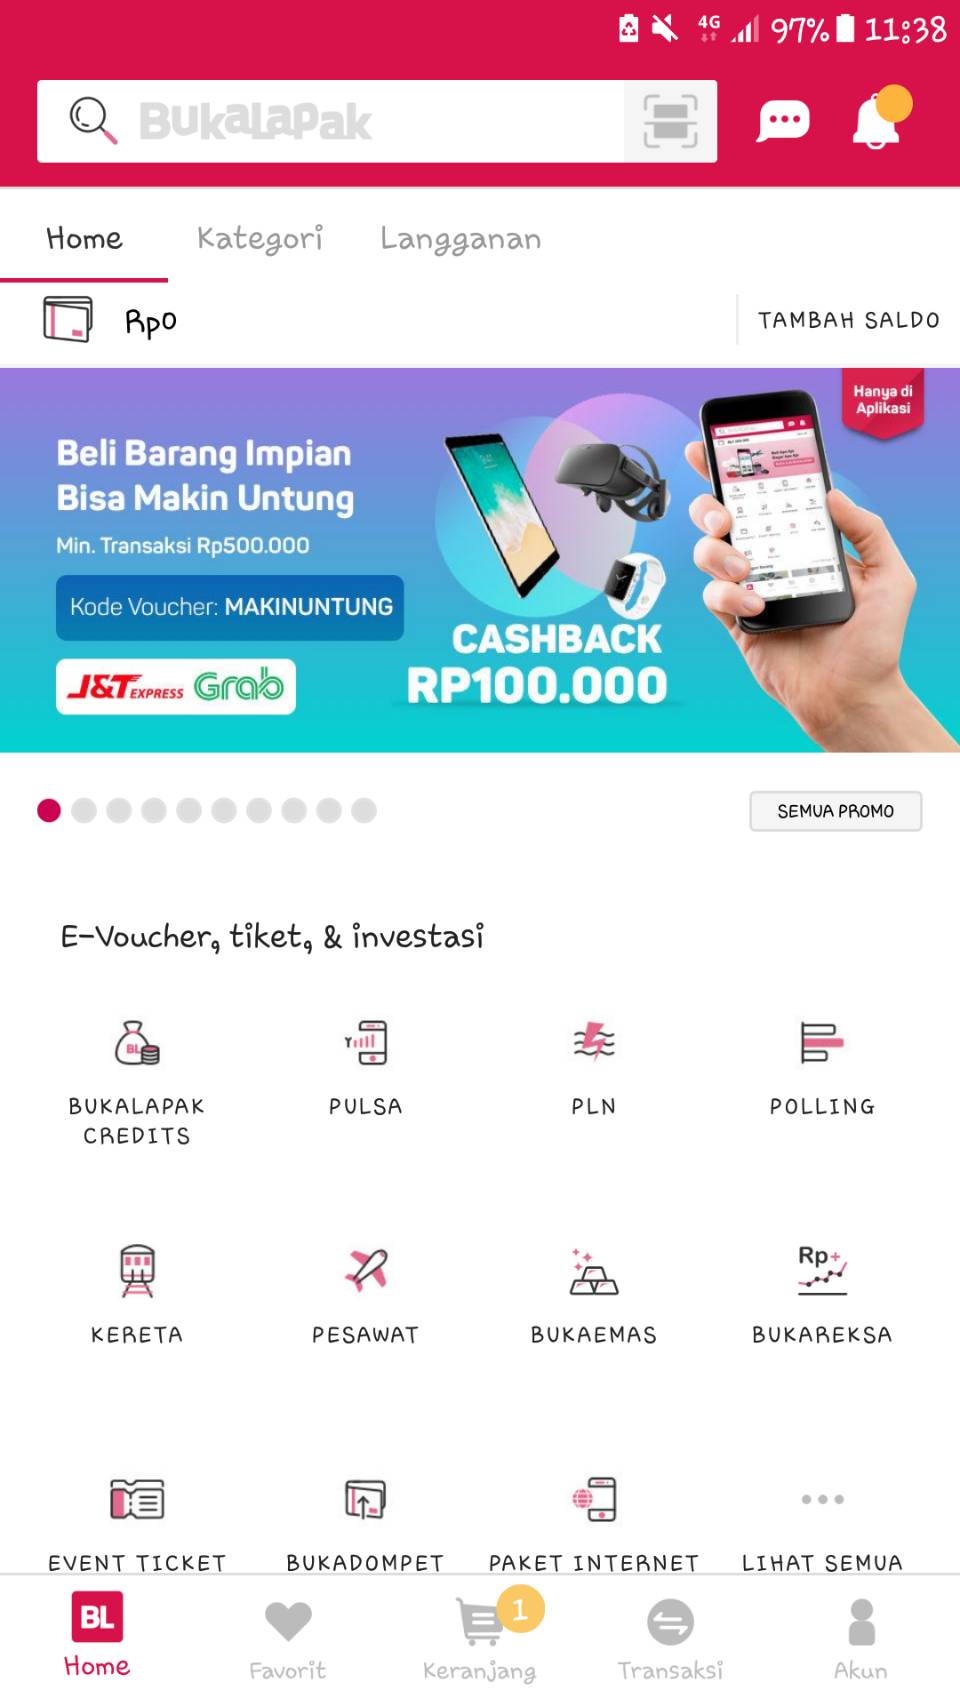 4G 97% 11:38
Bukalapak
Home Kategori Langganan
Rp0 TAMBAH SALDO
Hanya di
Aplikasi
Beli Barang Impian
Bisa Makin Untung
Min. Transaksi Rp500.000
Kode Voucher: MAKINUNTUNG
J&T EXPRESS Grab
CASHBACK
RP100.000
SEMUA PROMO
E-Voucher, tiket, & investasi
BL
BUKALAPAK
CREDITS
PULSA
PLN
POLLING
KERETA
PESAWAT
BUKAEMAS
Rp+
BUKAREKSA
EVENT TICKET
BUKADOMPET
PAKET INTERNET
LIHAT SEMUA
BL
Home
Favorit
1
Keranjang
Transaksi
Akun